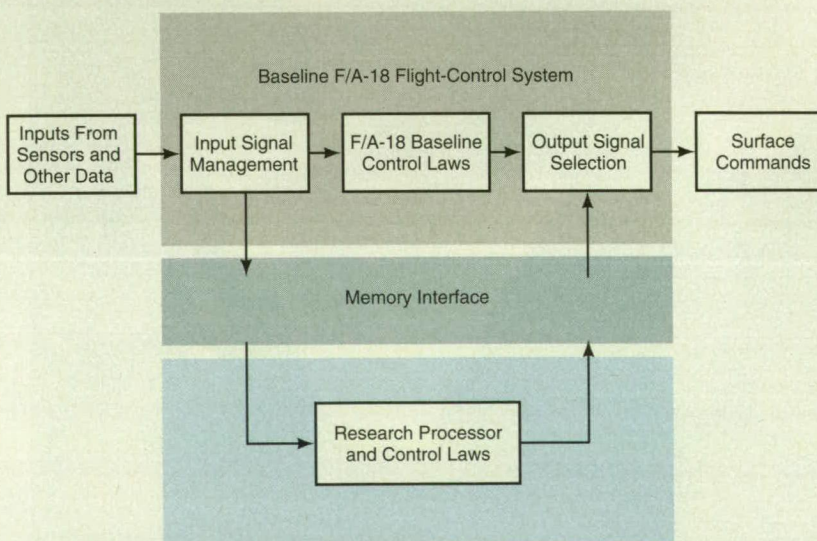 Baseline F/A-18 Flight-Control System
Inputs From
Sensors and
Other Data
Input Signal
Management
F/A-18 Baseline
Control Laws
Output Signal
Selection
Surface
Commands
Memory Interface
Research Processor
and Control Laws